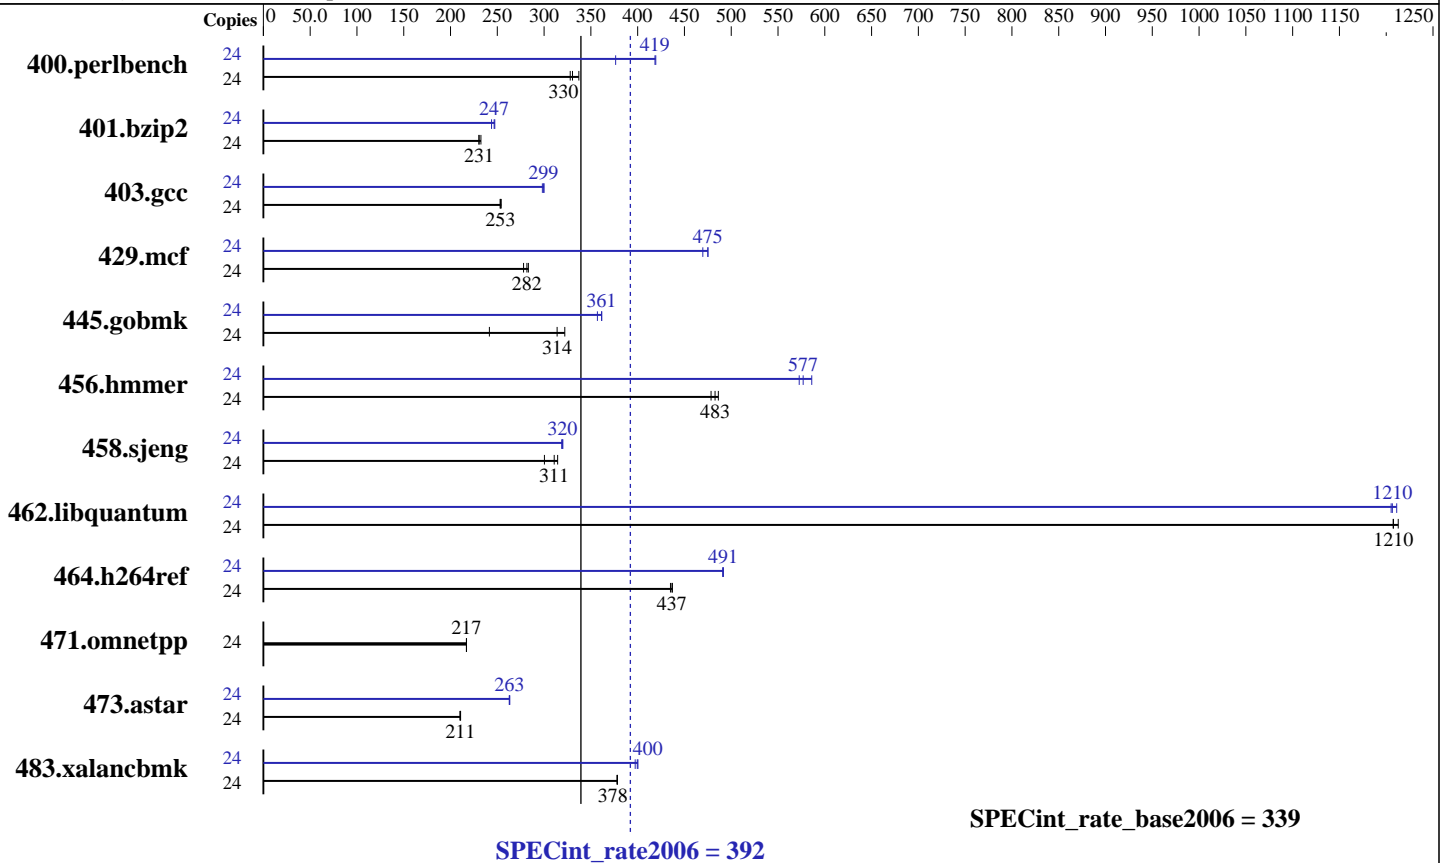 Copies 0 50.0 100 150 200 250 300 350 400 450 500 550 600 650 700 750 800 850 900 950 1000 1050 1100 1150 1250
400.perlbench 24 419
24 330
401.bzip2 24 247
24 231
403.gcc 24 299
24 253
429.mcf 24 475
24 282
445.gobmk 24 361
24 314
456.hmmer 24 577
24 483
458.sjeng 24 320
24 311
462.libquantum 24 1210
24 1210
464.h264ref 24 491
24 437
471.omnetpp 24 217
473.astar 24 263
24 211
483.xalancbmk 24 400
24 378
SPECint_rate_base2006 = 339
SPECint_rate2006 = 392